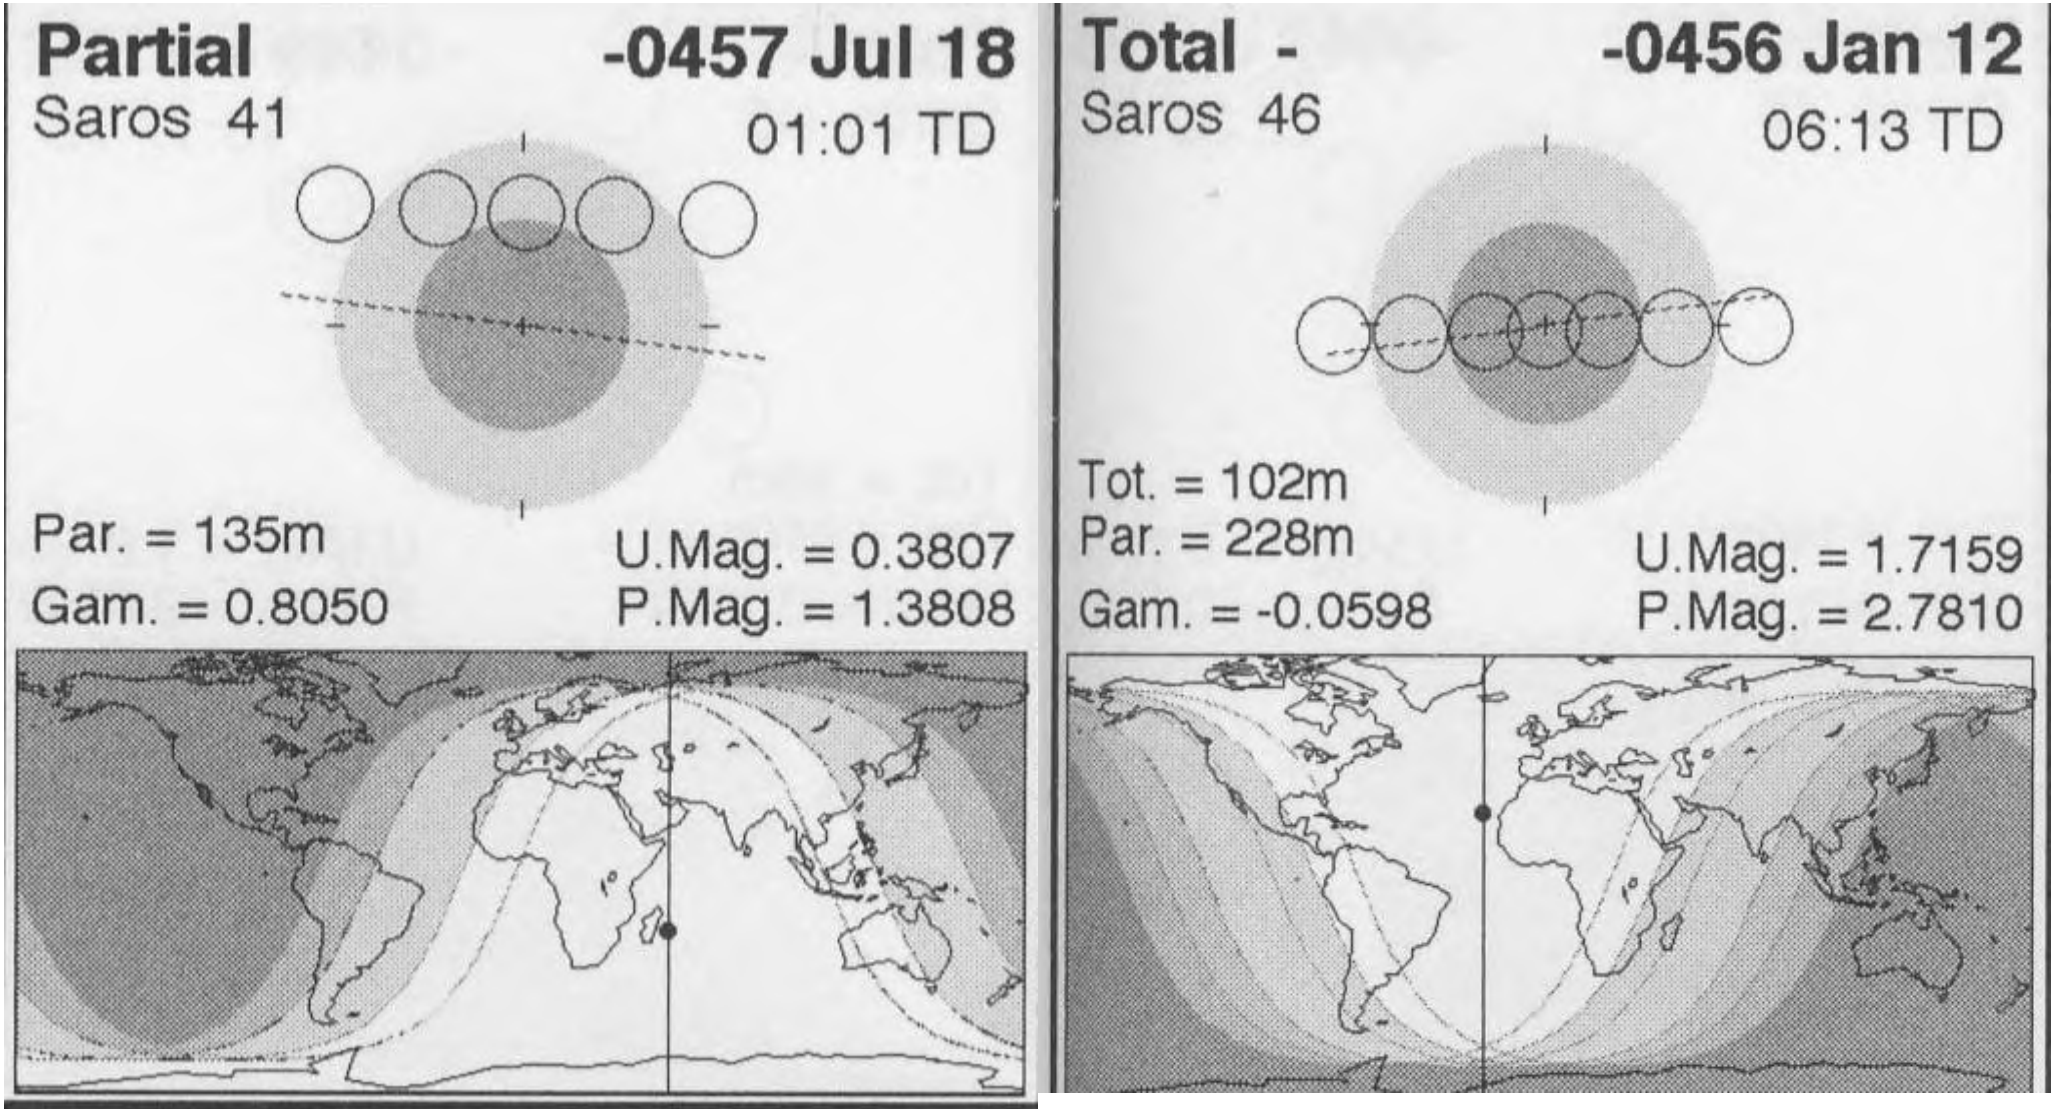 Partial -0457 Jul 18
Saros 41 01:01 TD
Par. = 135m U.Mag. = 0.3807
Gam. = 0.8050 P.Mag. = 1.3808
Total - -0456 Jan 12
Saros 46 06:13 TD
Tot. = 102m
Par. = 228m U.Mag. = 1.7159
Gam. = -0.0598 P.Mag. = 2.7810